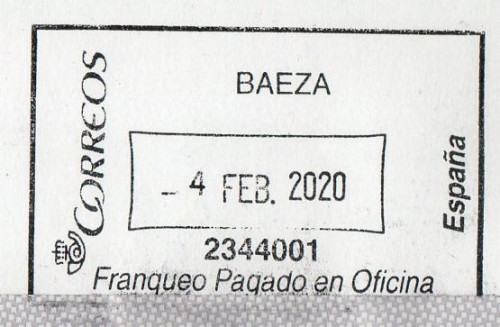 BAEZA
CORREOS
– 4 FEB. 2020
España
2344001
Franqueo Pagado en Oficina